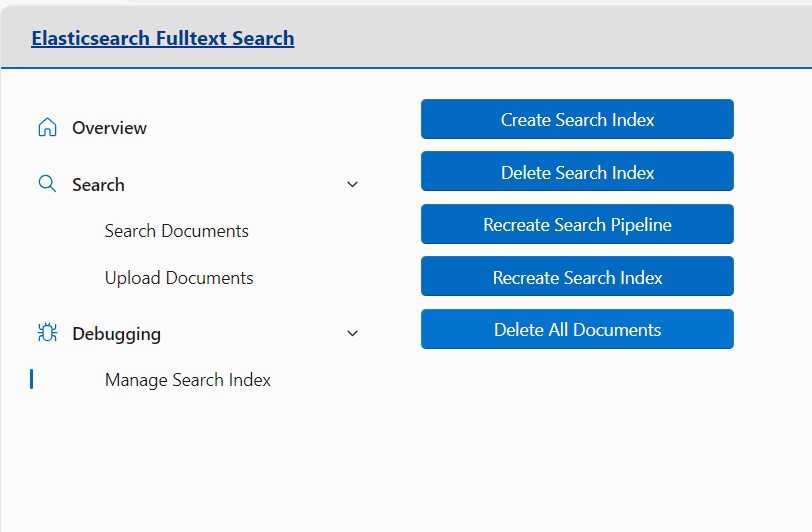 Elasticsearch Fulltext Search
Overview
Search
Search Documents
Upload Documents
Debugging
Manage Search Index
Create Search Index
Delete Search Index
Recreate Search Pipeline
Recreate Search Index
Delete All Documents